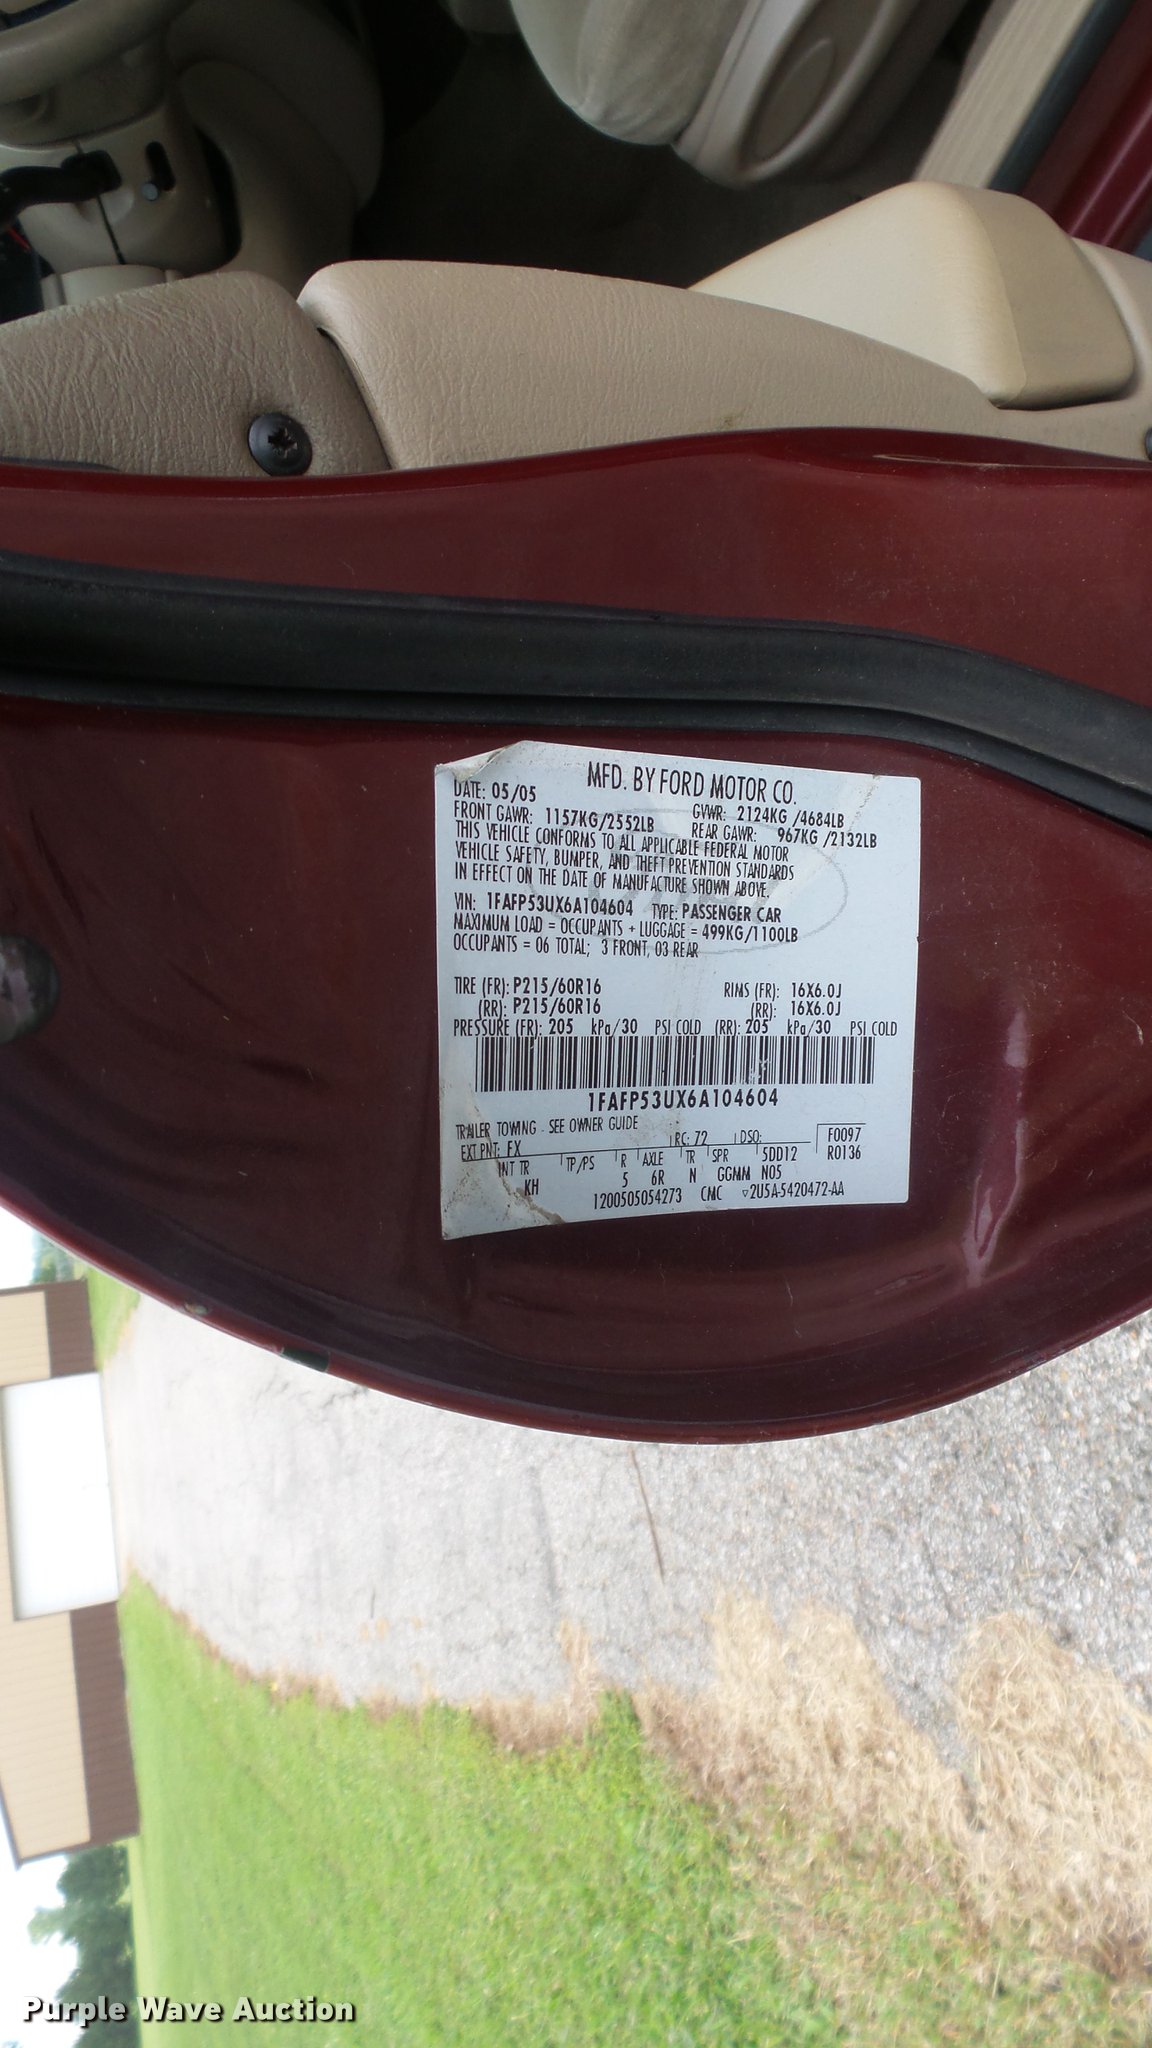 MFD. BY FORD MOTOR CO.
DATE: 05/05 GVWR: 2124KG /4684LB
FRONT GAWR: 1157KG/2552LB REAR GAWR: 967KG /2132LB
THIS VEHICLE CONFORMS TO ALL APPLICABLE FEDERAL MOTOR
VEHICLE SAFETY, BUMPER, AND THEFT PREVENTION STANDARDS
IN EFFECT ON THE DATE OF MANUFACTURE SHOWN ABOVE.
VIN: 1FAFP53UX6A104604 TYPE: PASSENGER CAR
MAXIMUM LOAD = OCCUPANTS + LUGGAGE = 499KG/1100LB
OCCUPANTS = 06 TOTAL; 3 FRONT, 03 REAR
TIRE (FR): P215/60R16 RIMS (FR): 16X6.0J
(RR): P215/60R16 (RR): 16X6.0J
PRESSURE (FR): 205 kPa/30 PSI COLD (RR): 205 kPa/30 PSI COLD
1FAFP53UX6A104604
TRAILER TOWING - SEE OWNER GUIDE
EXT PNT: FX RC: 72 DSO: F0097
INT TR TP/PS R AXLE TR SPR 5DD12 R0136
KH 5 6R N GGMM N05
1200505054273 CMC ▽2U5A-5420472-AA
Purple Wave Auction